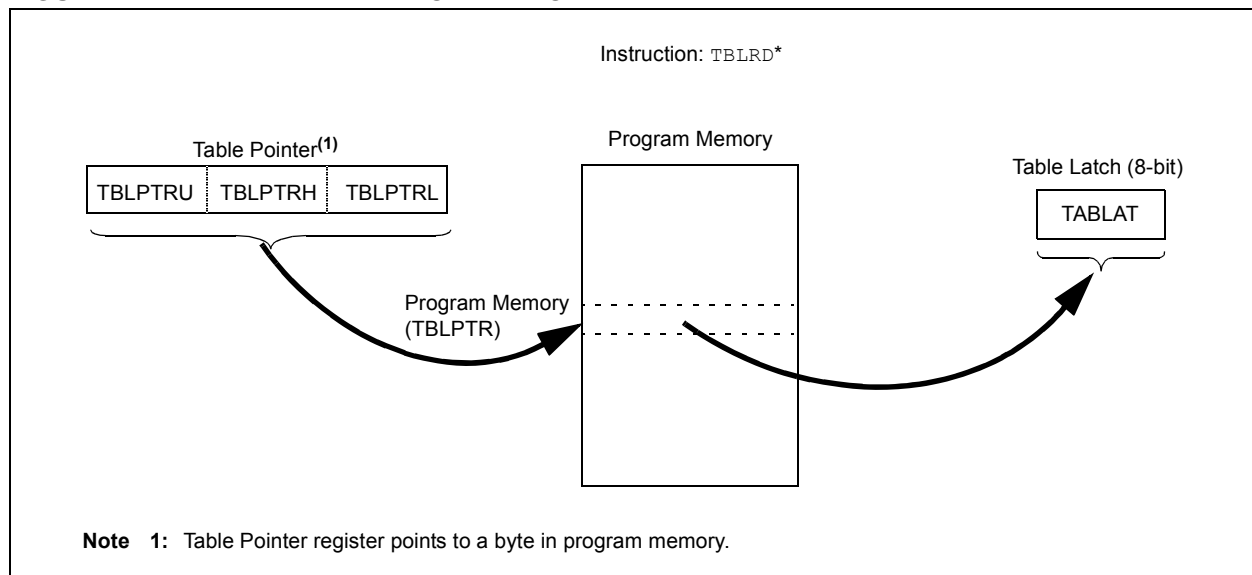 Instruction: TBLRD*
Table Pointer(1)
TBLPTRU TBLPTRH TBLPTRL
Program Memory
Table Latch (8-bit)
TABLAT
Program Memory
(TBLPTR)
Note 1: Table Pointer register points to a byte in program memory.